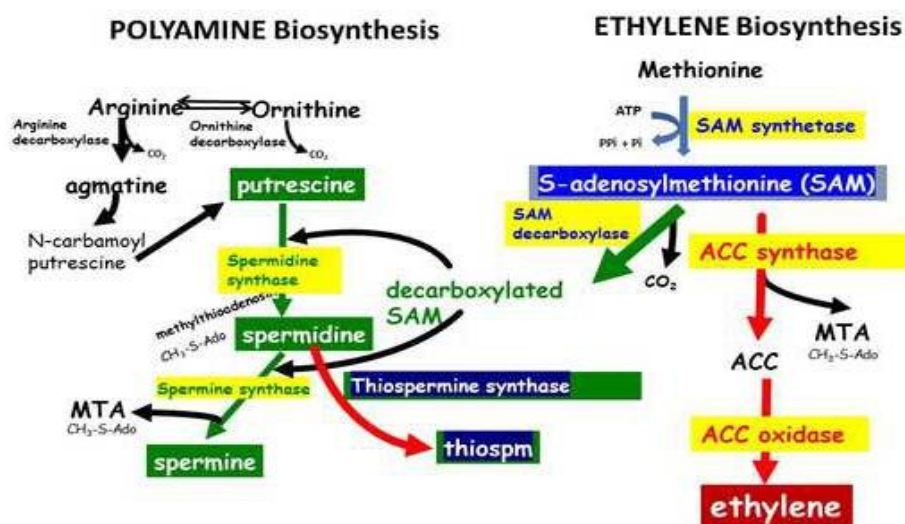 POLYAMINE Biosynthesis
ETHYLENE Biosynthesis
Methionine
ATP
PPi + Pi
SAM synthetase
Arginine
Ornithine
Arginine
decarboxylase
CO₂
Ornithine
decarboxylase
CO₂
agmatine
putrescine
N-carbamoyl
putrescine
S-adenosylmethionine (SAM)
SAM
decarboxylase
CO₂
ACC synthase
Spermidine
synthase
decarboxylated
SAM
methylthioadenosin
CH₃-S-Ado
spermidine
MTA
CH₃-S-Ado
ACC
Spermine synthase
Thiospermine synthase
MTA
CH₃-S-Ado
ACC oxidase
spermine
thiospm
ethylene